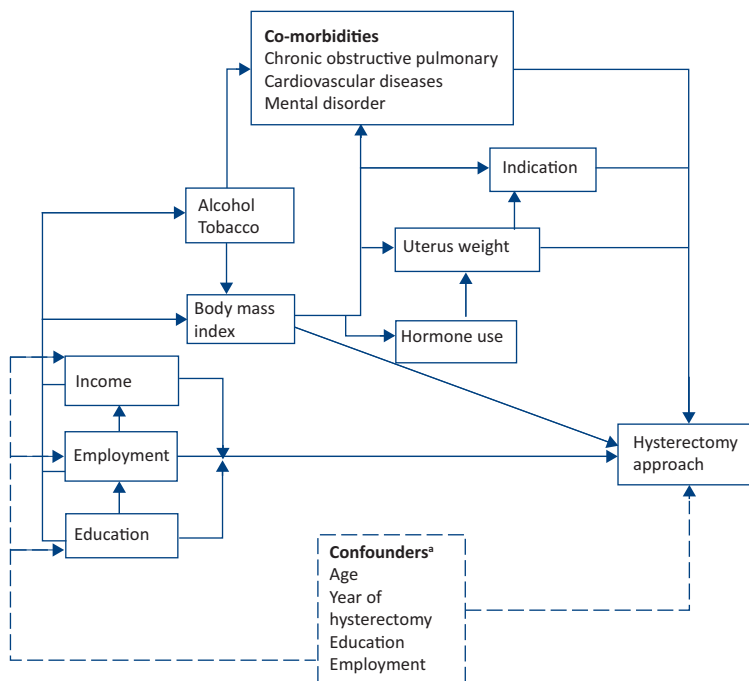 Co-morbidities
Chronic obstructive pulmonary
Cardiovascular diseases
Mental disorder
Indication
Alcohol
Tobacco
Uterus weight
Body mass
index
Hormone use
Income
Employment
Education
Hysterectomy
approach
Confoundersᵃ
Age
Year of
hysterectomy
Education
Employment